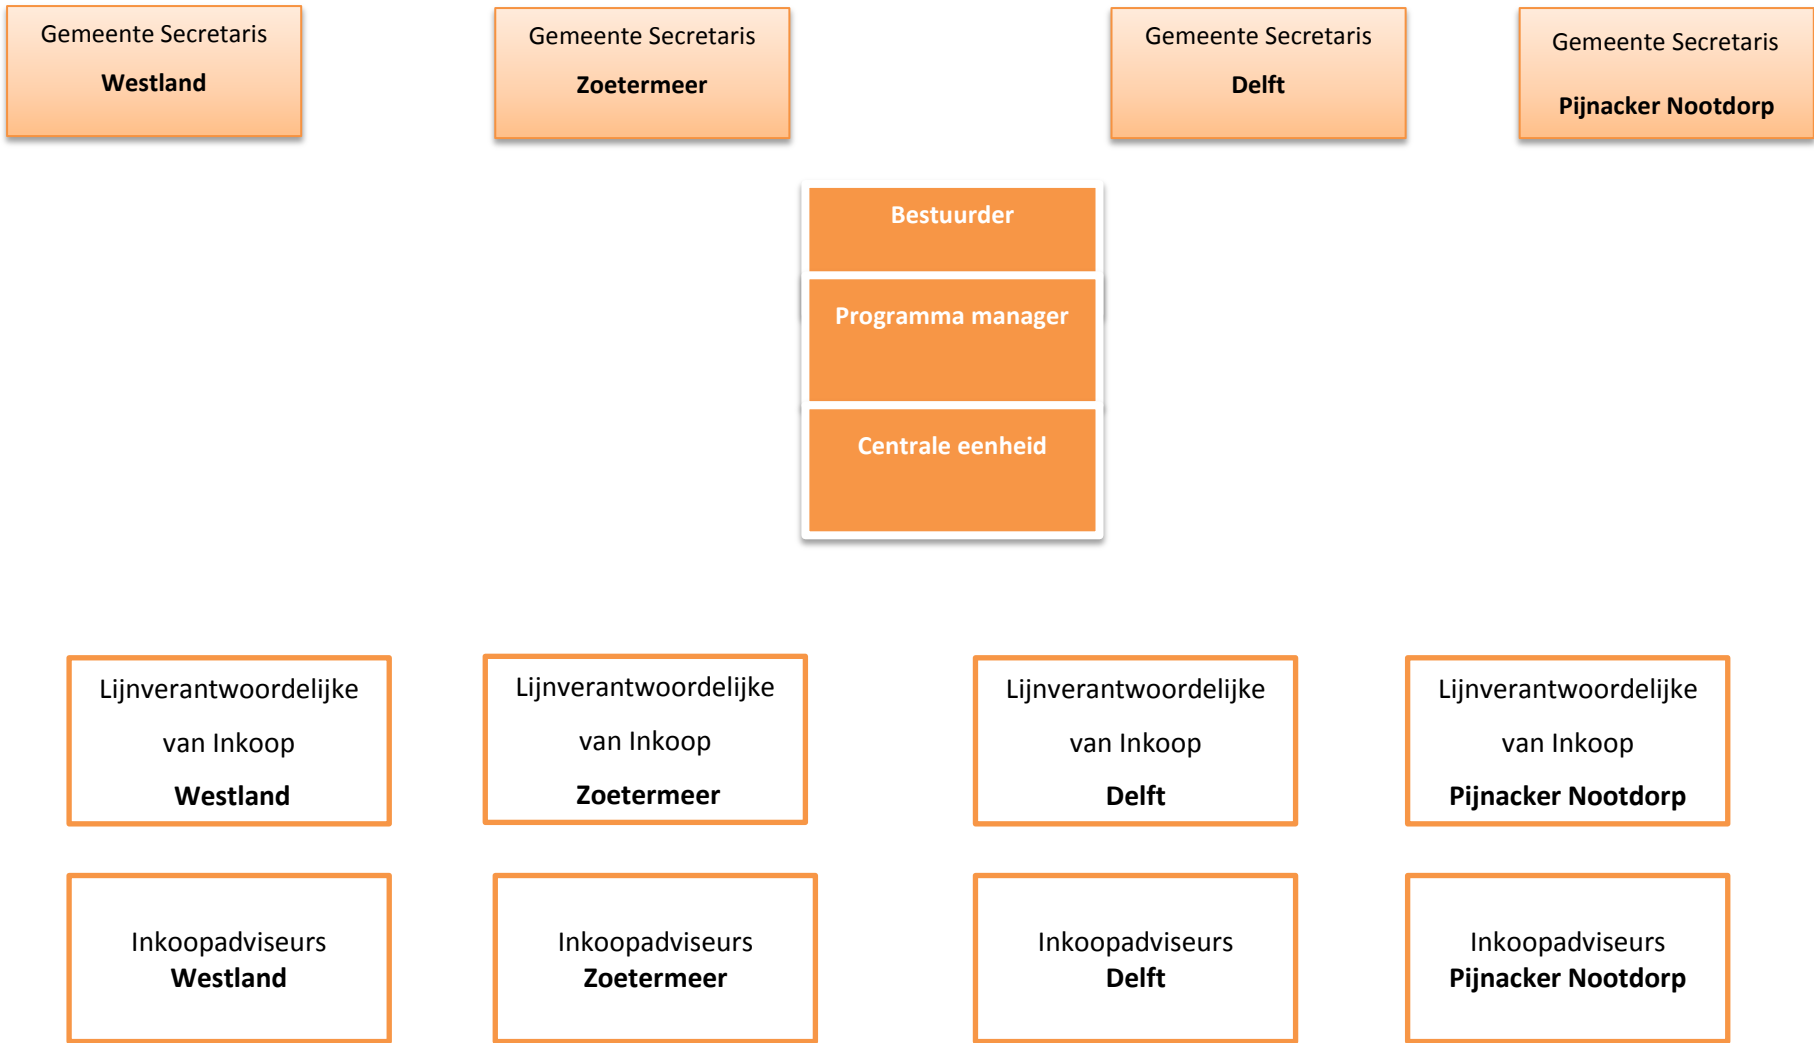 Gemeente Secretaris
Westland
Gemeente Secretaris
Zoetermeer
Gemeente Secretaris
Delft
Gemeente Secretaris
Pijnacker Nootdorp
Bestuurder
Programma manager
Centrale eenheid
Lijnverantwoordelijke
van Inkoop
Westland
Lijnverantwoordelijke
van Inkoop
Zoetermeer
Lijnverantwoordelijke
van Inkoop
Delft
Lijnverantwoordelijke
van Inkoop
Pijnacker Nootdorp
Inkoopadviseurs
Westland
Inkoopadviseurs
Zoetermeer
Inkoopadviseurs
Delft
Inkoopadviseurs
Pijnacker Nootdorp